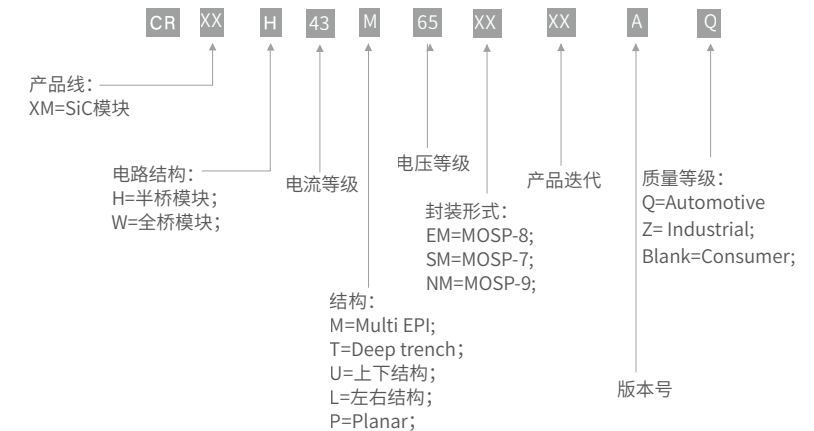 CR XX H 43 M 65 XX XX A Q
产品线：
XM=SiC模块
电路结构：
H=半桥模块；
W=全桥模块；
电流等级
结构：
M=Multi EPI;
T=Deep trench；
U=上下结构；
L=左右结构；
P=Planar；
电压等级
封装形式：
EM=MOSP-8;
SM=MOSP-7;
NM=MOSP-9;
产品迭代
版本号
质量等级：
Q=Automotive
Z= Industrial;
Blank=Consumer;